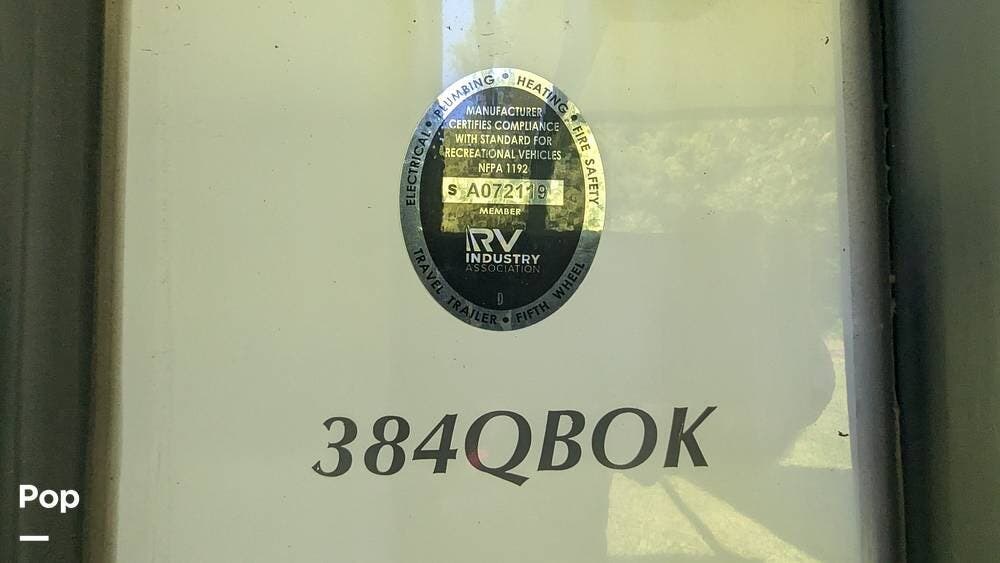 ELECTRICAL • PLUMBING • HEATING • FIRE SAFETY
MANUFACTURER
CERTIFIES COMPLIANCE
WITH STANDARD FOR
RECREATIONAL VEHICLES
NFPA 1192
S A072119
MEMBER
RV
INDUSTRY
ASSOCIATION
D
TRAVEL TRAILER • FIFTH WHEEL
384QBOK
Pop